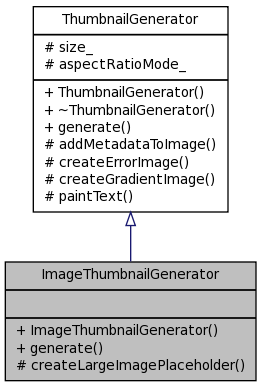 ThumbnailGenerator
# size_
# aspectRatioMode_
+ ThumbnailGenerator()
+ ~ThumbnailGenerator()
+ generate()
# addMetadataToImage()
# createErrorImage()
# createGradientImage()
# paintText()
ImageThumbnailGenerator
+ ImageThumbnailGenerator()
+ generate()
# createLargeImagePlaceholder()